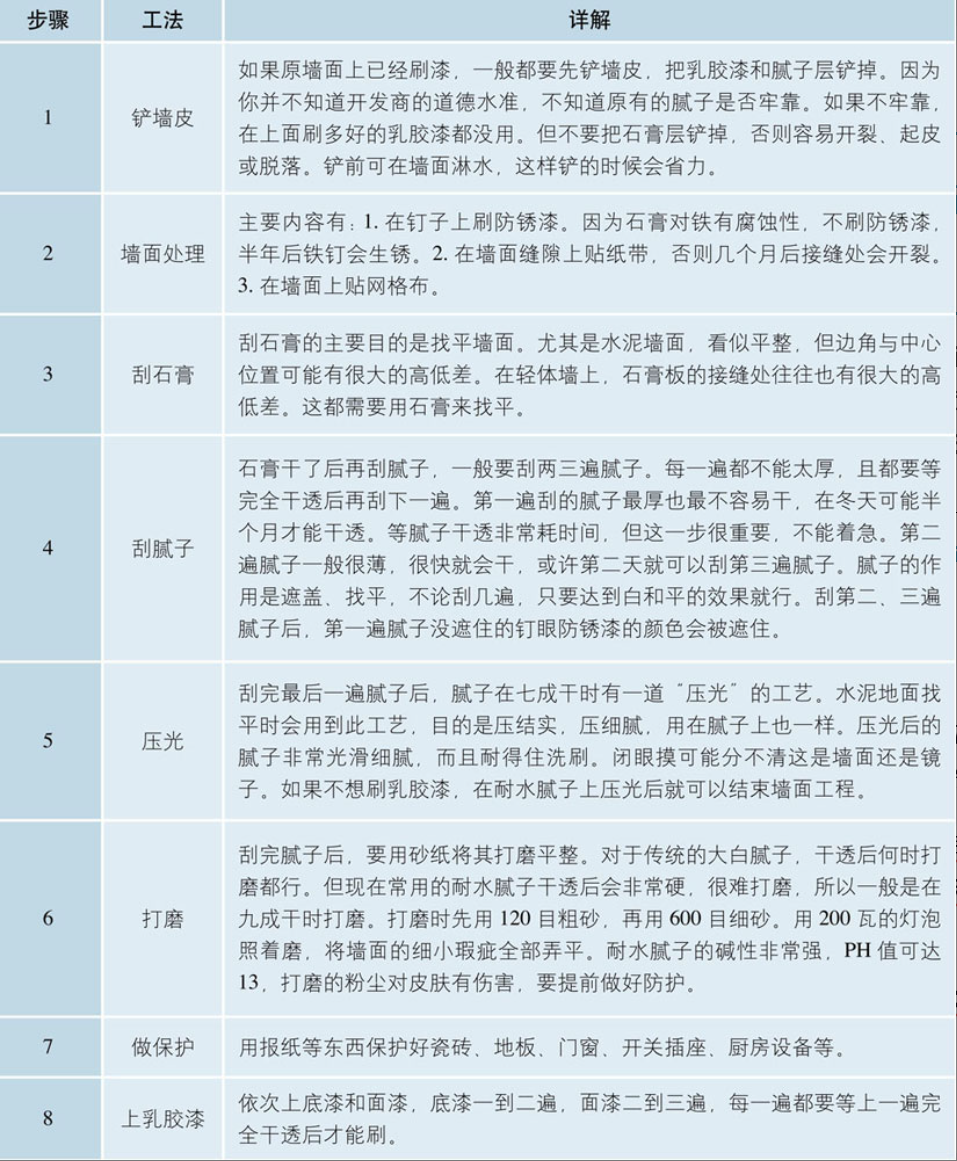 步骤 工法 详解
1 铲墙皮
如果原墙面上已经刷漆，一般都要先铲墙皮，把乳胶漆和腻子层铲掉。因为
你并不知道开发商的道德水准，不知道原有的腻子是否牢靠。如果不牢靠，
在上面刷多好的乳胶漆都没用。但不要把石膏层铲掉，否则容易开裂、起皮
或脱落。铲前可在墙面淋水，这样铲的时候会省力。
2 墙面处理
主要内容有：1. 在钉子上刷防锈漆。因为石膏对铁有腐蚀性，不刷防锈漆，
半年后铁钉会生锈。2. 在墙面缝隙上贴纸带，否则几个月后接缝处会开裂。
3. 在墙面上贴网格布。
3 刮石膏
刮石膏的主要目的是找平墙面。尤其是水泥墙面，看似平整，但边角与中心
位置可能有很大的高低差。在轻体墙上，石膏板的接缝处往往也有很大的高
低差。这都需要用石膏来找平。
4 刮腻子
石膏干了后再刮腻子，一般要刮两三遍腻子。每一遍都不能太厚，且都要等
完全干透后再刮下一遍。第一遍刮的腻子最厚也最不容易干，在冬天可能半
个月才能干透。等腻子干透非常耗时间，但这一步很重要，不能着急。第二
遍腻子一般很薄，很快就会干，或许第二天就可以刮第三遍腻子。腻子的作
用是遮盖、找平，不论刮几遍，只要达到白和平的效果就行。刮第二、三遍
腻子后，第一遍腻子没遮住的钉眼防锈漆的颜色会被遮住。
5 压光
刮完最后一遍腻子后，腻子在七成干时有一道“压光”的工艺。水泥地面找
平时会用到此工艺，目的是压结实，压细腻，用在腻子上也一样。压光后的
腻子非常光滑细腻，而且耐得住洗刷。闭眼摸可能分不清这是墙面还是镜
子。如果不想刷乳胶漆，在耐水腻子上压光后就可以结束墙面工程。
6 打磨
刮完腻子后，要用砂纸将其打磨平整。对于传统的大白腻子，干透后何时打
磨都行。但现在常用的耐水腻子干透后会非常硬，很难打磨，所以一般是在
九成干时打磨。打磨时先用 120 目粗砂，再用 600 目细砂。用 200 瓦的灯泡
照着磨，将墙面的细小瑕疵全部弄平。耐水腻子的碱性非常强，PH 值可达
13，打磨的粉尘对皮肤有伤害，要提前做好防护。
7 做保护
用报纸等东西保护好瓷砖、地板、门窗、开关插座、厨房设备等。
8 上乳胶漆
依次上底漆和面漆，底漆一到二遍，面漆二到三遍，每一遍都要等上一遍完
全干透后才能刷。